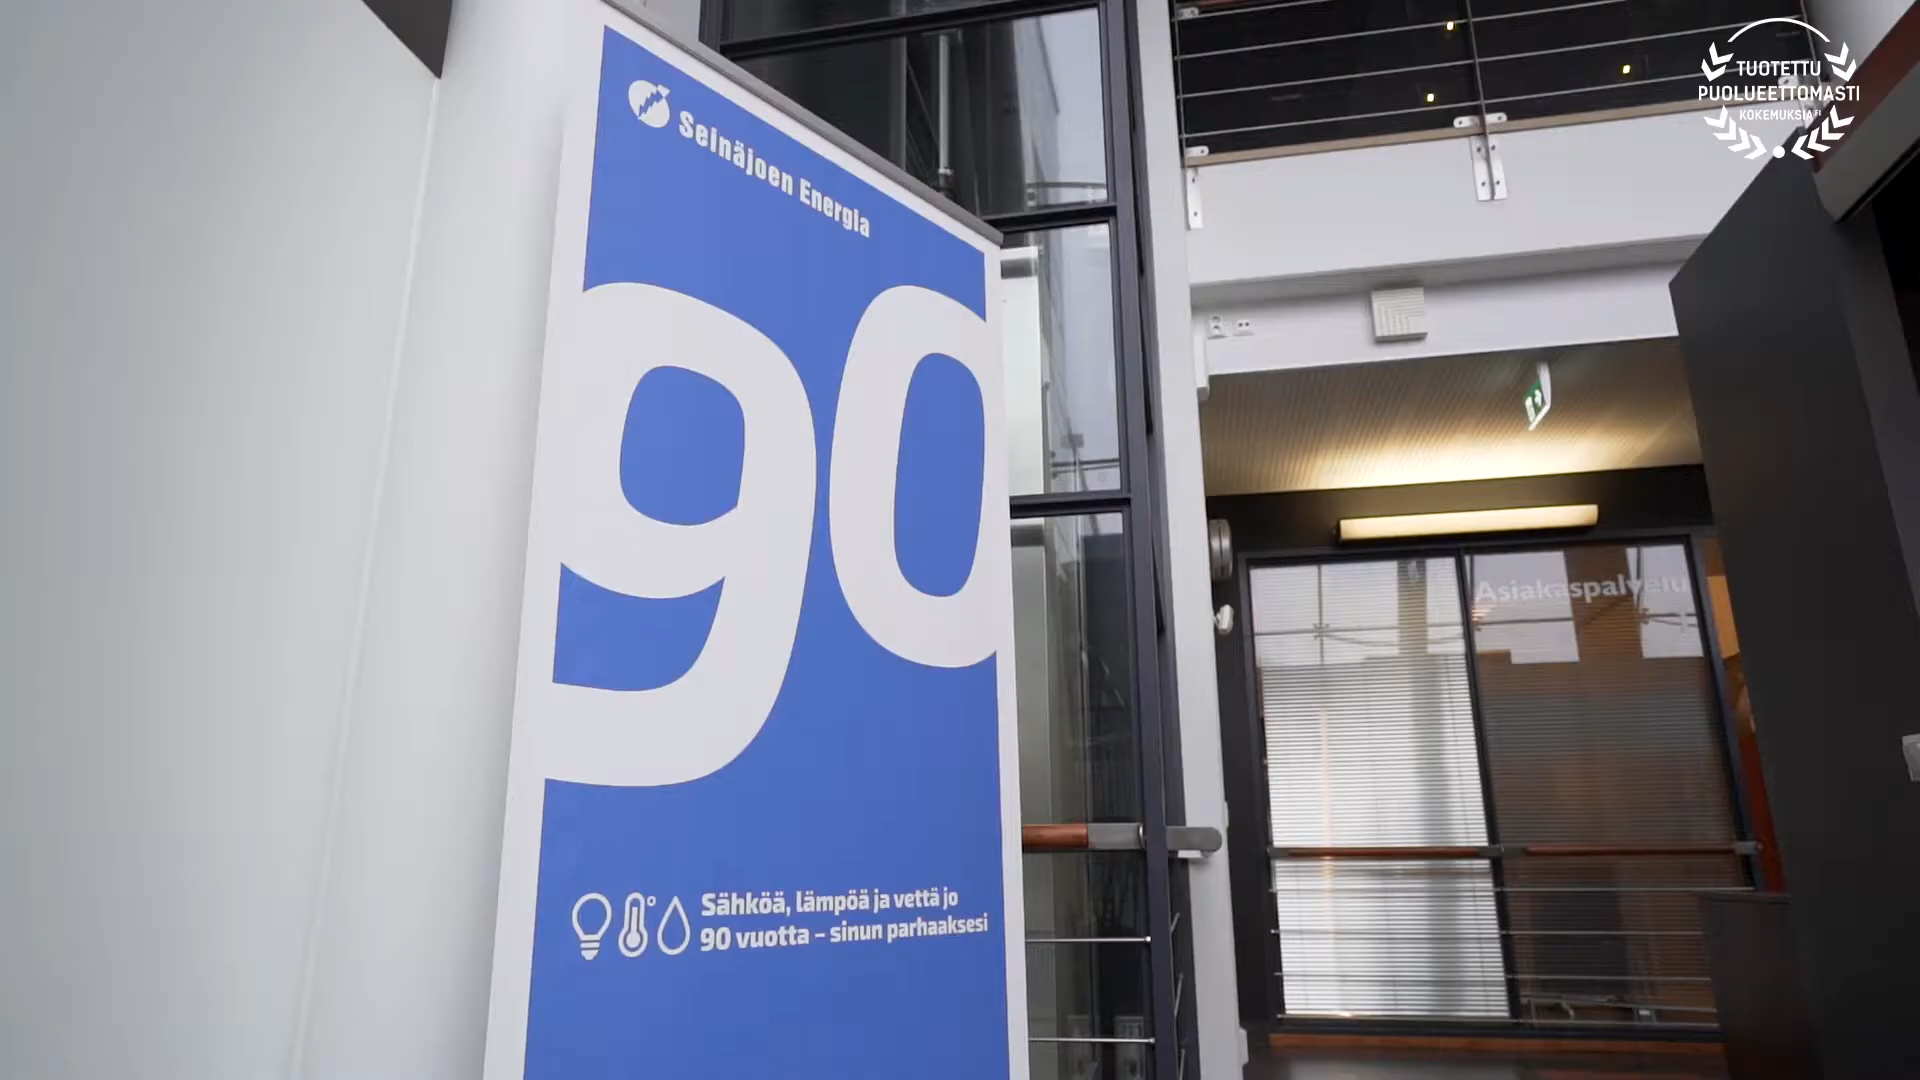 Seinäjoen Energia
90
Sähköä, lämpöä ja vettä jo
90 vuotta – sinun parhaaksesi
Asiakaspalvelu
TUOTETTU
PUOLUEETTOMASTI
KOKEMUKSIA.FI